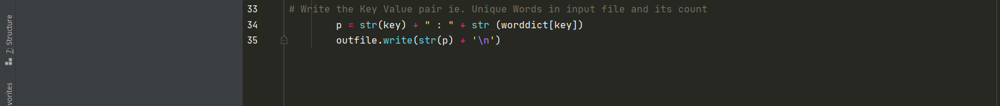 33 # Write the Key Value pair ie. Unique Words in input file and its count
34 p = str(key) + " : " + str (worddict[key])
35 outfile.write(str(p) + '\n')
7: Structure
vorites